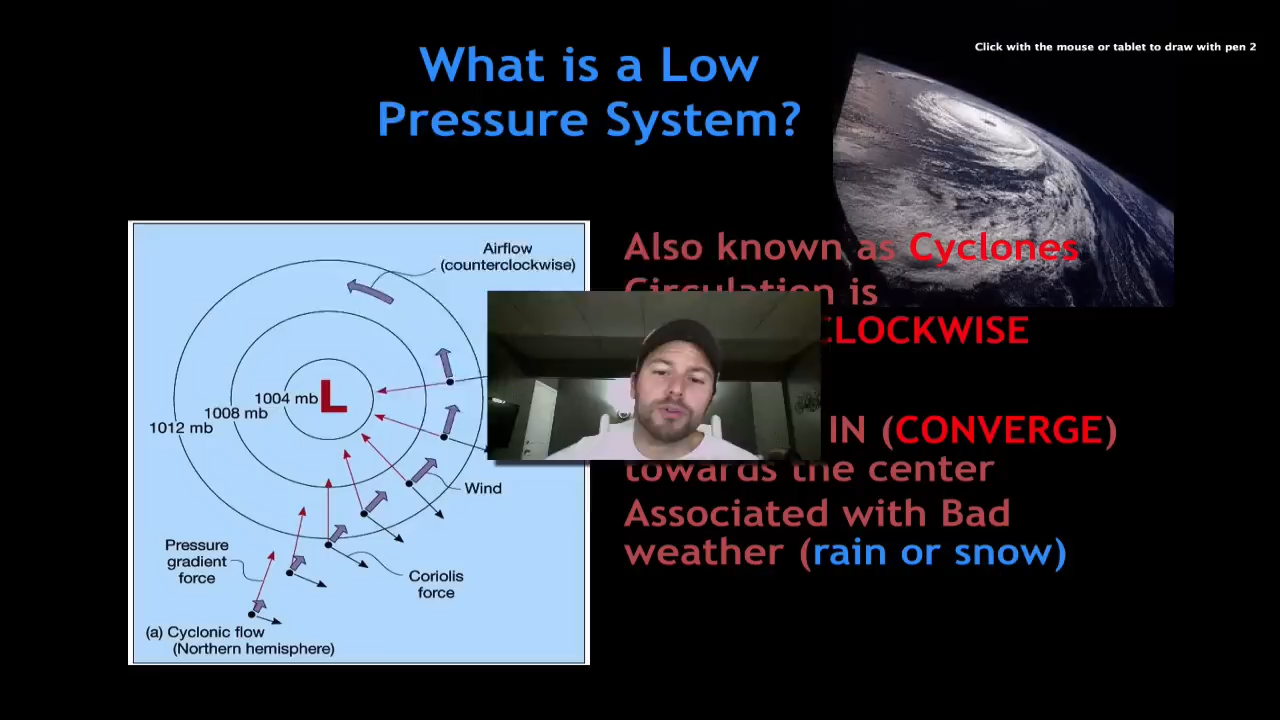 What is a Low
Pressure System?
Click with the mouse or tablet to draw with pen 2
Airflow
(counterclockwise)
L
1004 mb
1008 mb
1012 mb
Wind
Pressure
gradient
force
Coriolis
force
(a) Cyclonic flow
(Northern hemisphere)
Also known as Cyclones
Circulation is
CLOCKWISE
IN (CONVERGE)
towards the center
Associated with Bad
weather (rain or snow)